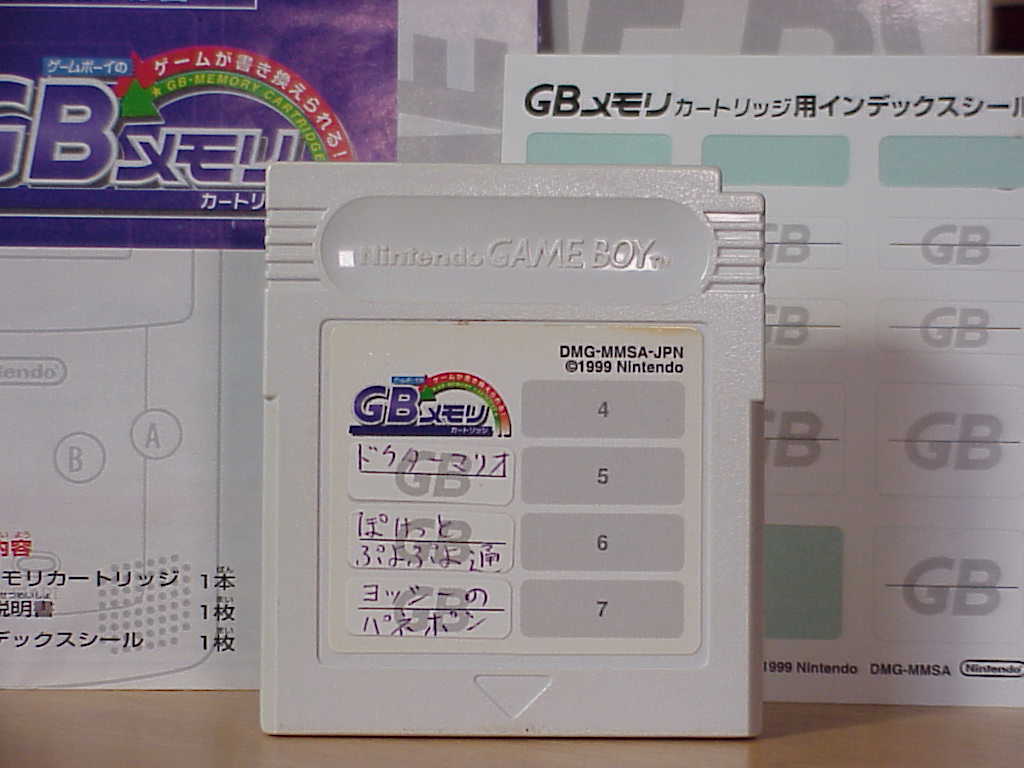 ゲームボーイの
ゲームが書き換えられる!
★GB-MEMORY CARTRIDGE
GBメモリ
カートリ
GBメモリカートリッジ用インデックスシール
Nintendo GAME BOY™
DMG-MMSA-JPN
©1999 Nintendo
GBメモリ
カートリッジ
ドクターマリオ
ぽけっと
ぷよぷよ通
ヨッシーの
パネポン
4
5
6
7
GB
GB
GB
GB
GB
GB
GB
GB
GB
GB
GB
endo
B
A
内容
モリカートリッジ 1本
説明書 1枚
デックスシール 1枚
1999 Nintendo DMG-MMSA Nintendo